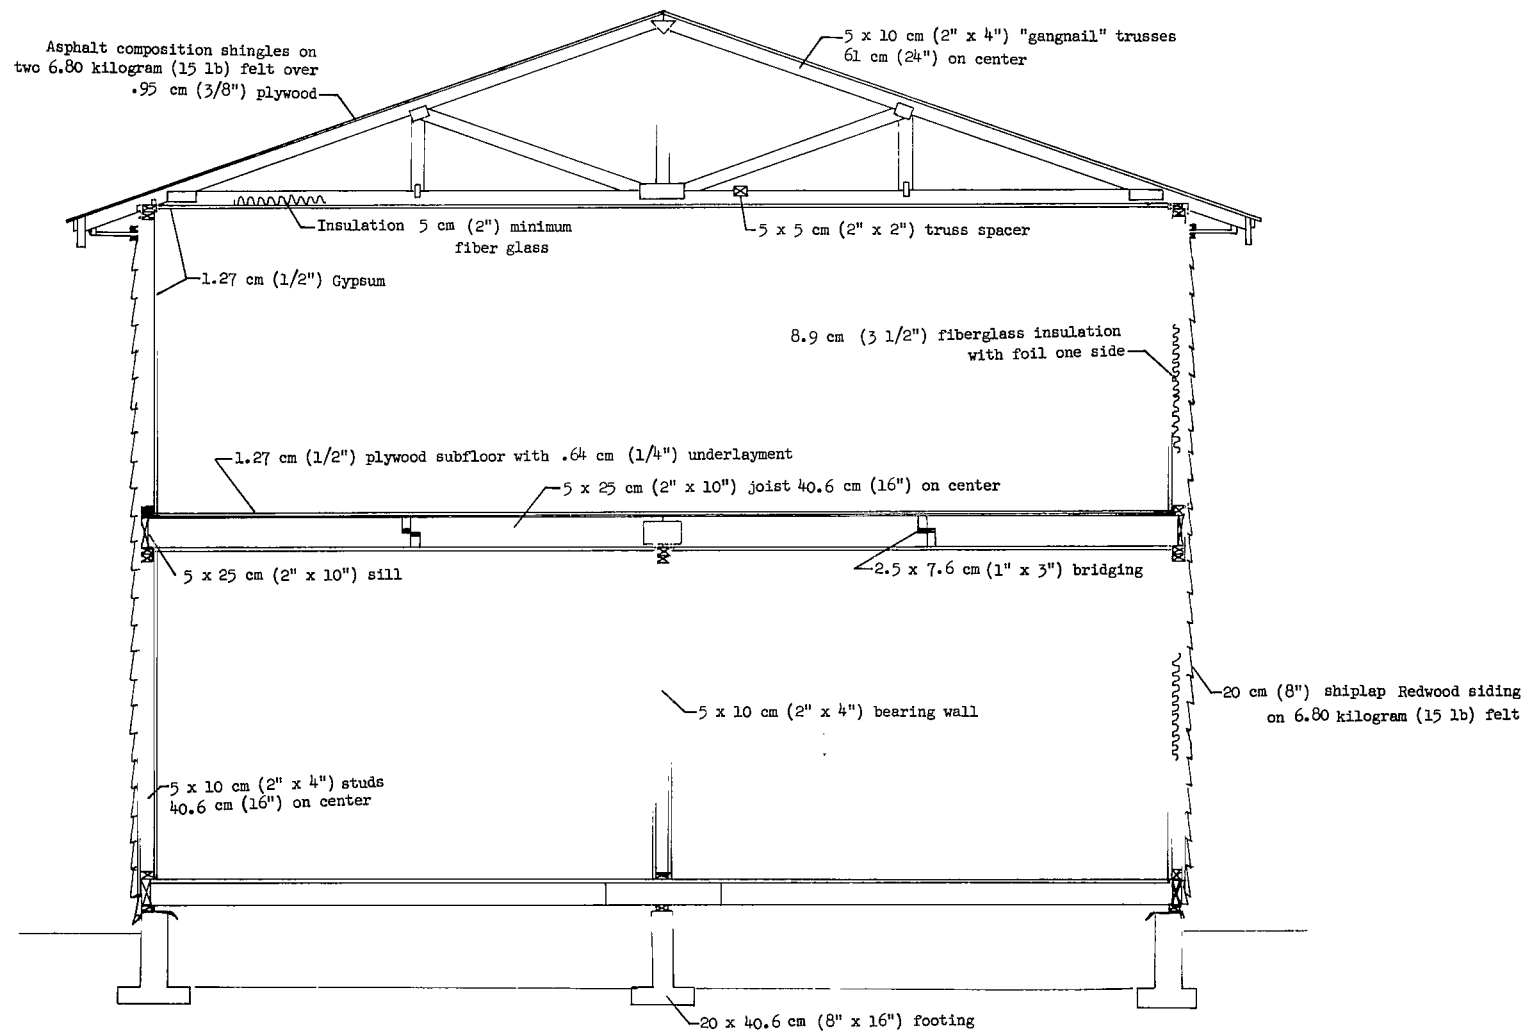 Asphalt composition shingles on
two 6.80 kilogram (15 lb) felt over
.95 cm (3/8") plywood
5 x 10 cm (2" x 4") "gangnail" trusses
61 cm (24") on center
Insulation 5 cm (2") minimum
fiber glass
5 x 5 cm (2" x 2") truss spacer
1.27 cm (1/2") Gypsum
8.9 cm (3 1/2") fiberglass insulation
with foil one side
1.27 cm (1/2") plywood subfloor with .64 cm (1/4") underlayment
5 x 25 cm (2" x 10") joist 40.6 cm (16") on center
5 x 25 cm (2" x 10") sill
2.5 x 7.6 cm (1" x 3") bridging
20 cm (8") shiplap Redwood siding
on 6.80 kilogram (15 lb) felt
5 x 10 cm (2" x 4") bearing wall
5 x 10 cm (2" x 4") studs
40.6 cm (16") on center
20 x 40.6 cm (8" x 16") footing